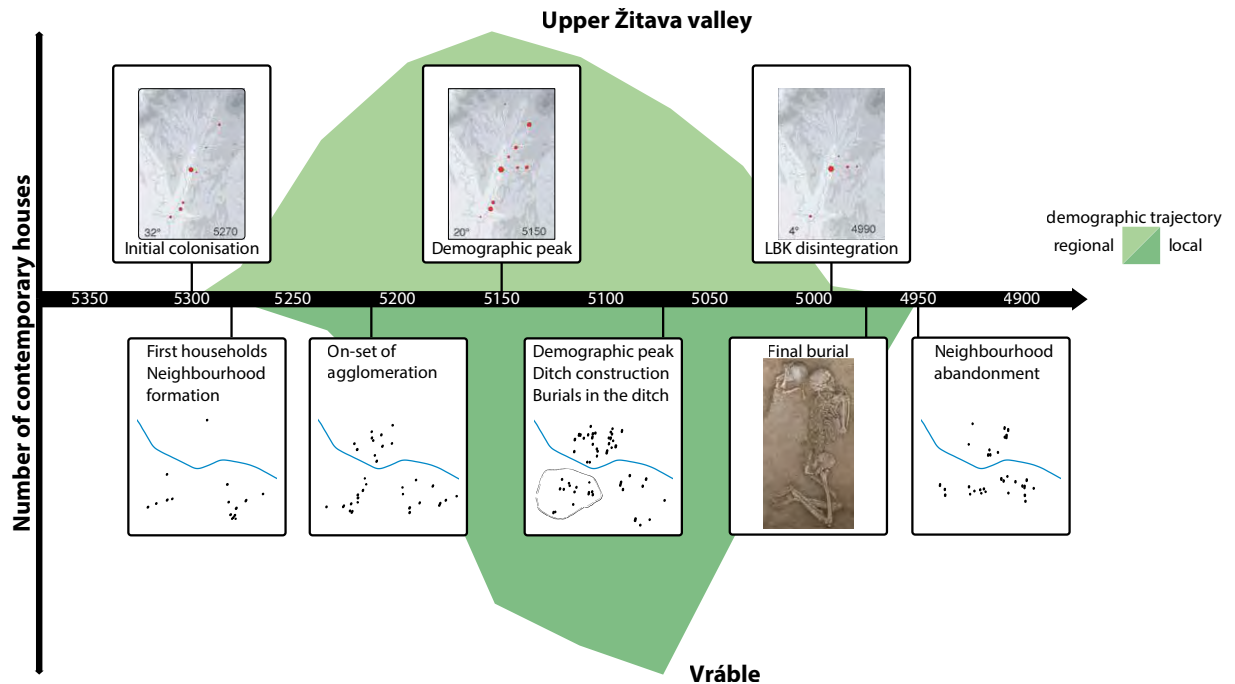 Upper Žitava valley
Number of contemporary houses
32°
5270
Initial colonisation
20°
5150
Demographic peak
4°
4990
LBK disintegration
demographic trajectory
regional
local
5350
5300
5250
5200
5150
5100
5050
5000
4950
4900
First households
Neighbourhood
formation
On-set of
agglomeration
Demographic peak
Ditch construction
Burials in the ditch
Final burial
Neighbourhood
abandonment
Vráble